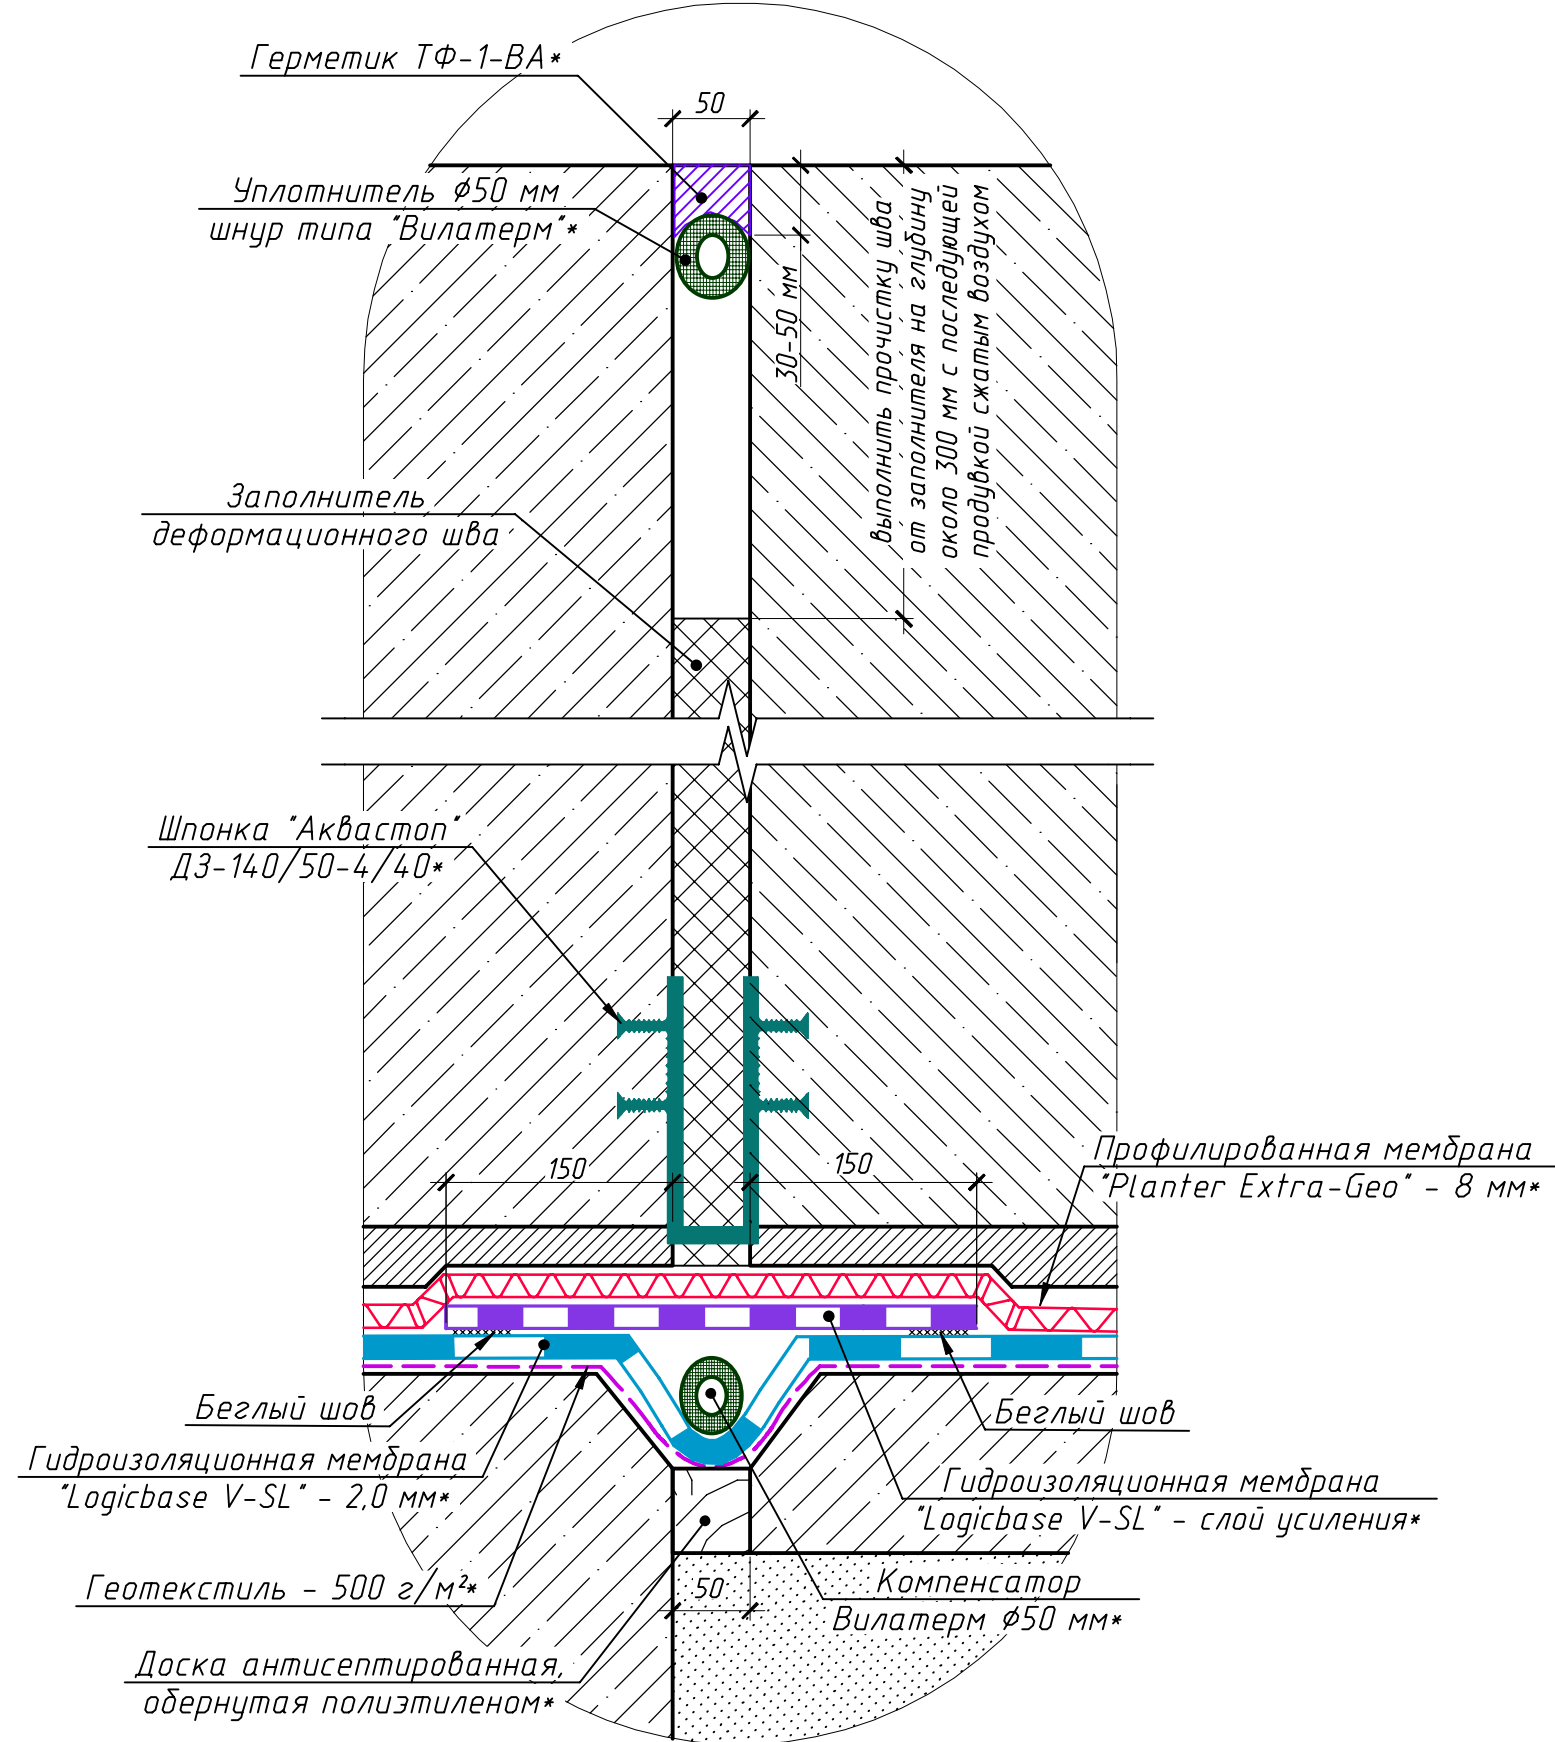 Герметик ТФ-1-ВА*
50
Уплотнитель ϕ50 мм
шнур типа "Вилатерм"*
30-50 мм
выполнить прочистку шва
от заполнителя на глубину
около 300 мм с последующей
продувкой сжатым воздухам
Заполнитель
деформационного шва
Шпонка "Аквастоп"
ДЗ-140/50-4/40*
150
150
Профилированная мембрана
"Planter Extra-Geo" - 8 мм*
Беглый шов
Беглый шов
Гидроизоляционная мембрана
"Logicbase V-SL" - 2,0 мм*
Гидроизоляционная мембрана
"Logicbase V-SL" - слой усиления*
Геотекстиль - 500 г/м²*
50
Компенсатор
Вилатерм ϕ50 мм*
Доска антисептированная,
обернутая полиэтиленом*